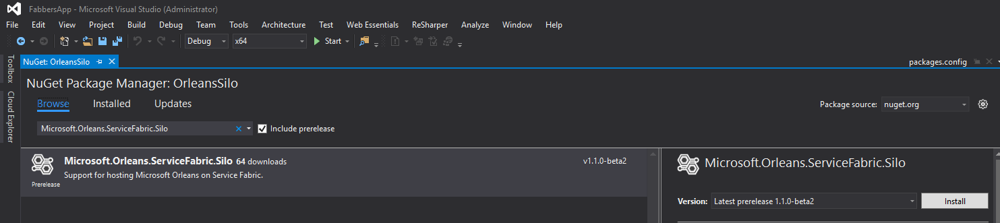 FabbersApp - Microsoft Visual Studio (Administrator)
File Edit View Project Build Debug Team Tools Architecture Test Web Essentials ReSharper Analyze Window Help
Debug x64 Start
Toolbox
Cloud Explorer
NuGet: OrleansSilo packages.config
NuGet Package Manager: OrleansSilo
Browse Installed Updates Package source: nuget.org
Microsoft.Orleans.ServiceFabric.Silo Include prerelease
Microsoft.Orleans.ServiceFabric.Silo 64 downloads v1.1.0-beta2
Support for hosting Microsoft Orleans on Service Fabric.
Prerelease
Microsoft.Orleans.ServiceFabric.Silo
Version: Latest prerelease 1.1.0-beta2 Install